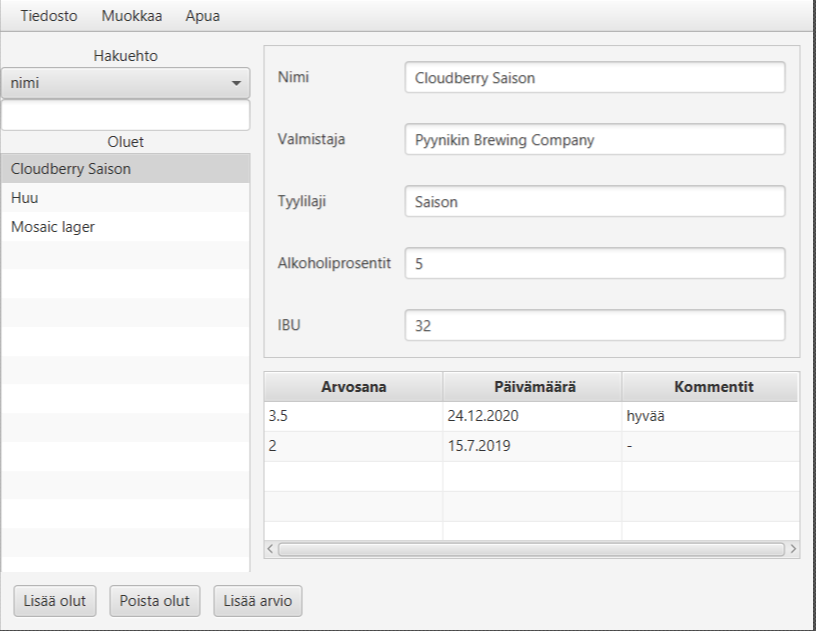 Tiedosto Muokkaa Apua
Hakuehto
nimi
Oluet
Cloudberry Saison
Huu
Mosaic lager
Nimi Cloudberry Saison
Valmistaja Pyynikin Brewing Company
Tyylilaji Saison
Alkoholiprosentit 5
IBU 32
Arvosana Päivämäärä Kommentit
3.5 24.12.2020 hyvää
2 15.7.2019 -
Lisää olut Poista olut Lisää arvio